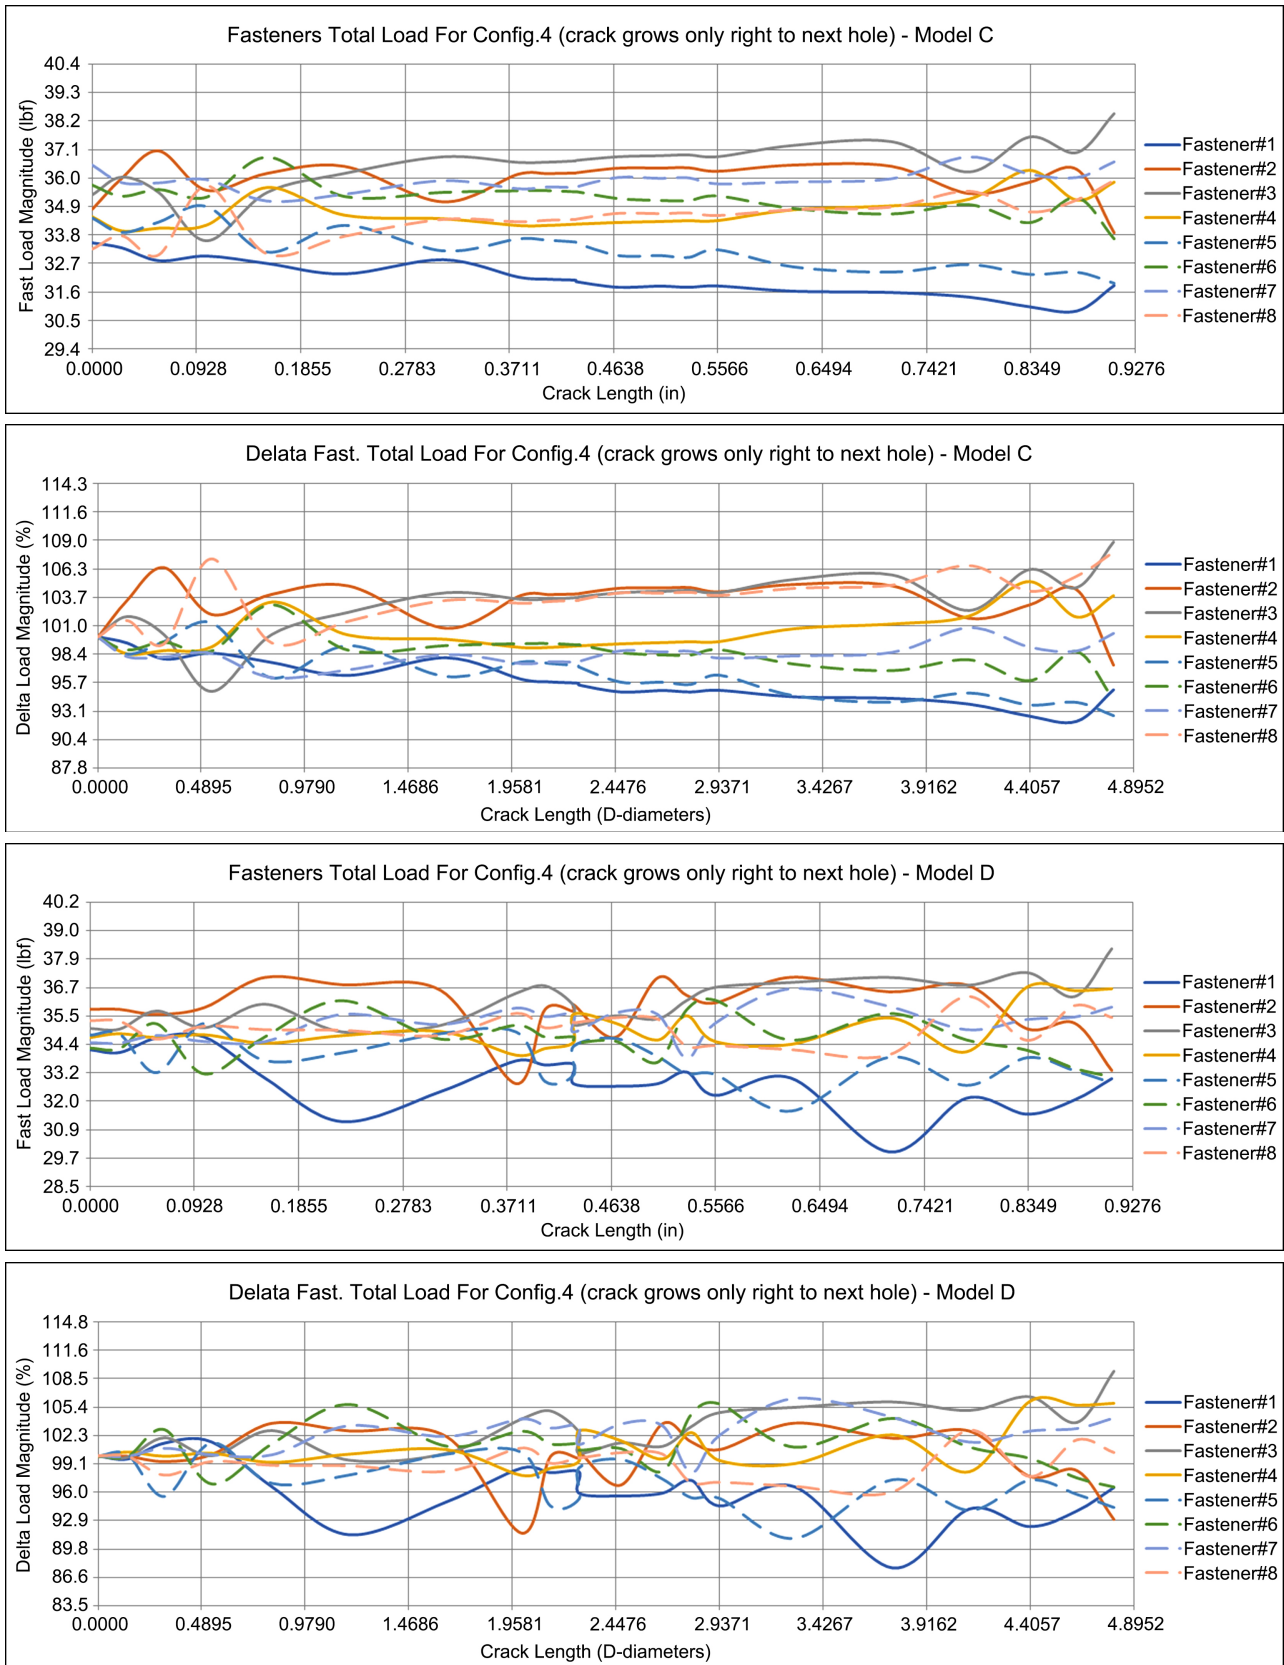 Fasteners Total Load For Config.4 (crack grows only right to next hole) - Model C
Fast Load Magnitude (lbf)
40.4
39.3
38.2
37.1
36.0
34.9
33.8
32.7
31.6
30.5
29.4
0.0000 0.0928 0.1855 0.2783 0.3711 0.4638 0.5566 0.6494 0.7421 0.8349 0.9276
Crack Length (in)
Fastener#1
Fastener#2
Fastener#3
Fastener#4
Fastener#5
Fastener#6
Fastener#7
Fastener#8
Delata Fast. Total Load For Config.4 (crack grows only right to next hole) - Model C
Delta Load Magnitude (%)
114.3
111.6
109.0
106.3
103.7
101.0
98.4
95.7
93.1
90.4
87.8
0.0000 0.4895 0.9790 1.4686 1.9581 2.4476 2.9371 3.4267 3.9162 4.4057 4.8952
Crack Length (D-diameters)
Fastener#1
Fastener#2
Fastener#3
Fastener#4
Fastener#5
Fastener#6
Fastener#7
Fastener#8
Fasteners Total Load For Config.4 (crack grows only right to next hole) - Model D
Fast Load Magnitude (lbf)
40.2
39.0
37.9
36.7
35.5
34.4
33.2
32.0
30.9
29.7
28.5
0.0000 0.0928 0.1855 0.2783 0.3711 0.4638 0.5566 0.6494 0.7421 0.8349 0.9276
Crack Length (in)
Fastener#1
Fastener#2
Fastener#3
Fastener#4
Fastener#5
Fastener#6
Fastener#7
Fastener#8
Delata Fast. Total Load For Config.4 (crack grows only right to next hole) - Model D
Delta Load Magnitude (%)
114.8
111.6
108.5
105.4
102.3
99.1
96.0
92.9
89.8
86.6
83.5
0.0000 0.4895 0.9790 1.4686 1.9581 2.4476 2.9371 3.4267 3.9162 4.4057 4.8952
Crack Length (D-diameters)
Fastener#1
Fastener#2
Fastener#3
Fastener#4
Fastener#5
Fastener#6
Fastener#7
Fastener#8